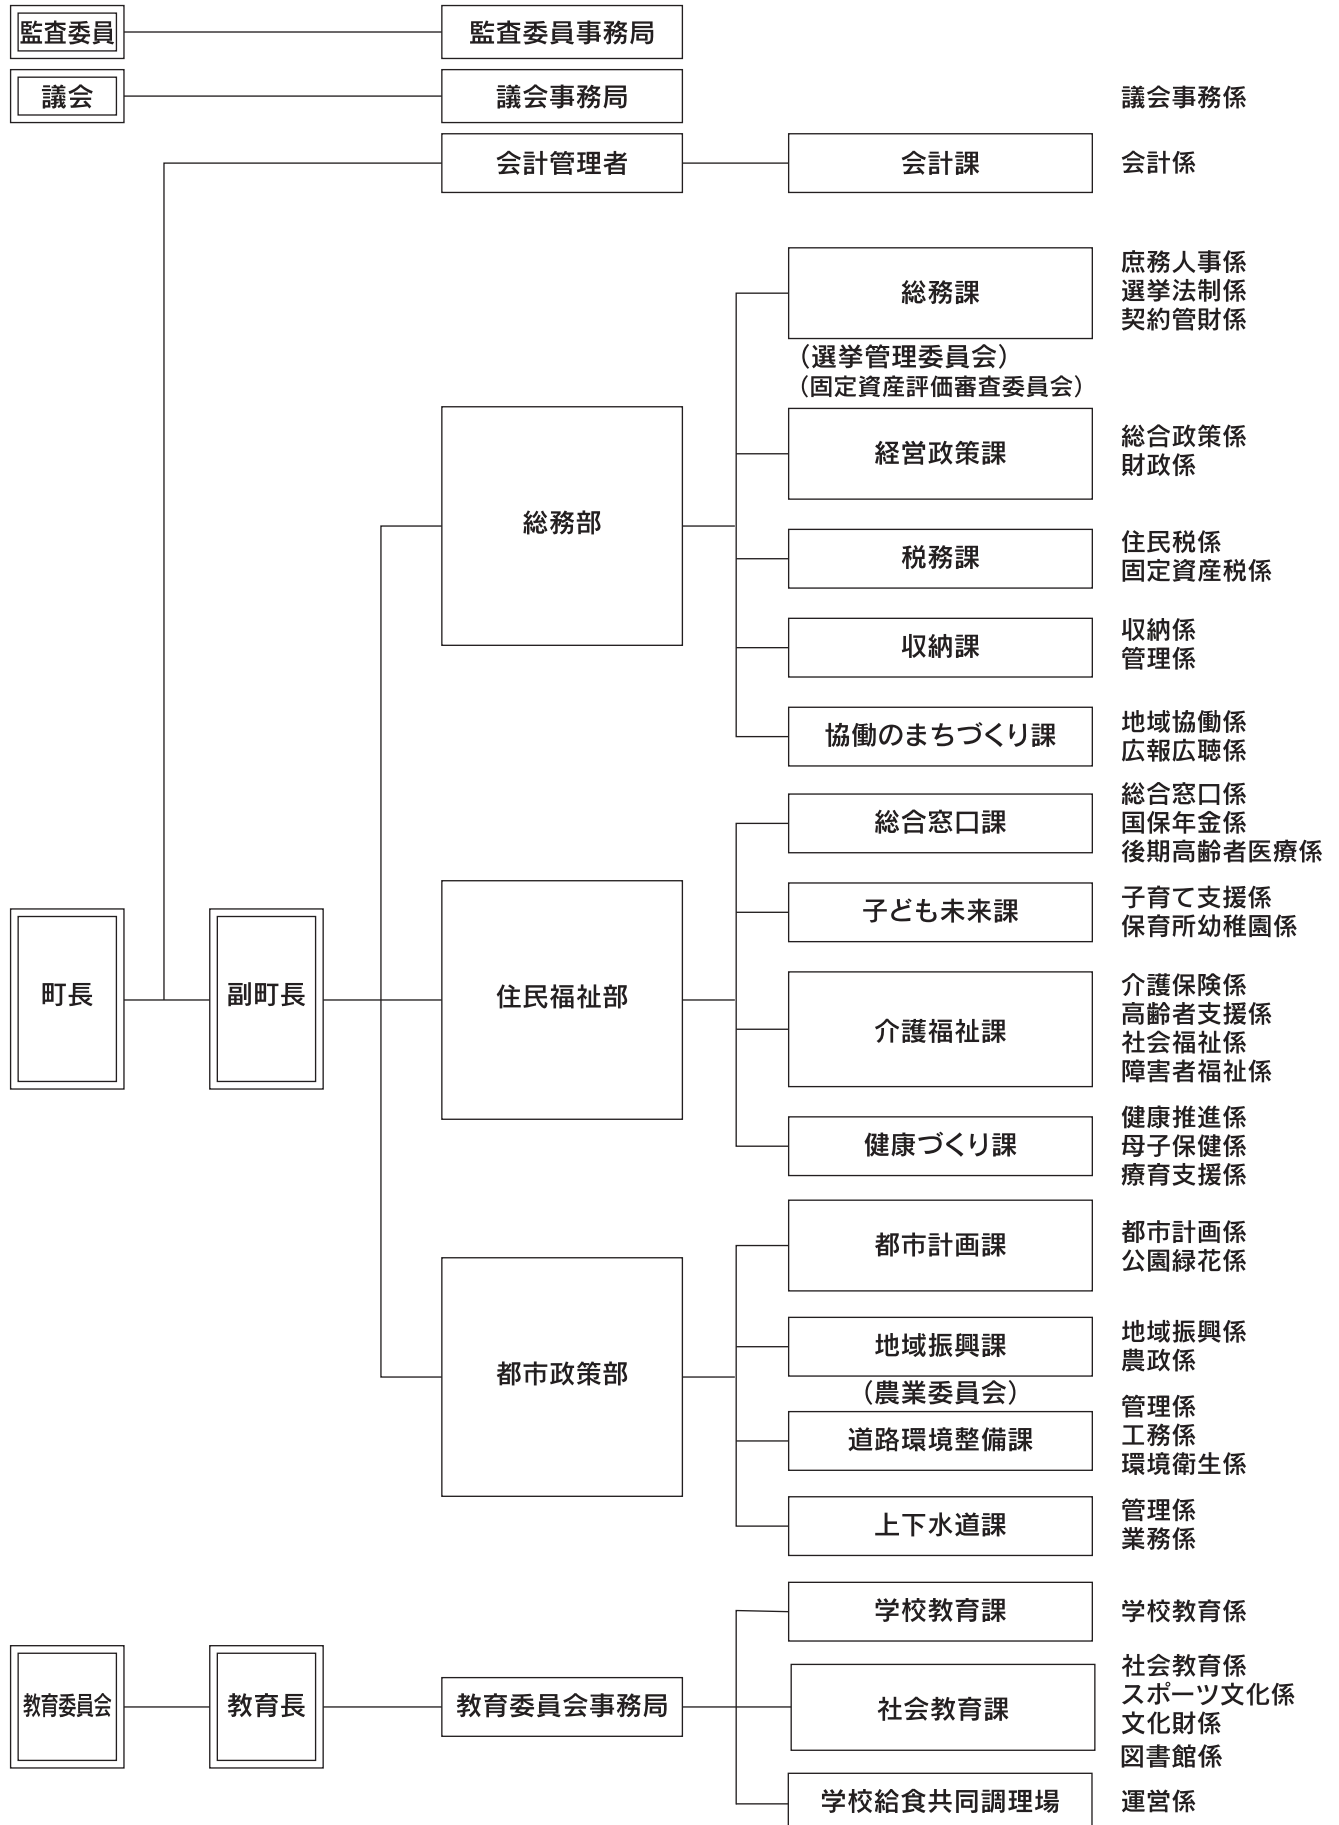 監査委員
監査委員事務局
議会
議会事務局
議会事務係
会計管理者
会計課
会計係
総務課
庶務人事係
選挙法制係
契約管財係
（選挙管理委員会）
（固定資産評価審査委員会）
総務部
経営政策課
総合政策係
財政係
税務課
住民税係
固定資産税係
収納課
収納係
管理係
協働のまちづくり課
地域協働係
広報広聴係
町長
副町長
住民福祉部
総合窓口課
総合窓口係
国保年金係
後期高齢者医療係
子ども未来課
子育て支援係
保育所幼稚園係
介護福祉課
介護保険係
高齢者支援係
社会福祉係
障害者福祉係
健康づくり課
健康推進係
母子保健係
療育支援係
都市政策部
都市計画課
都市計画係
公園緑花係
地域振興課
地域振興係
農政係
（農業委員会）
道路環境整備課
管理係
工務係
環境衛生係
上下水道課
管理係
業務係
教育委員会
教育長
教育委員会事務局
学校教育課
学校教育係
社会教育課
社会教育係
スポーツ文化係
文化財係
図書館係
学校給食共同調理場
運営係